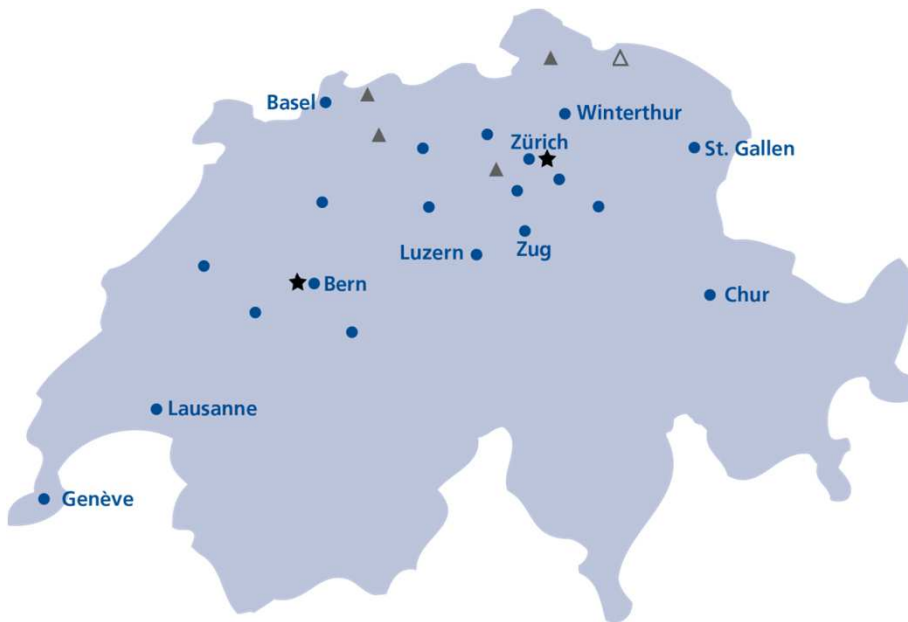 Basel
Winterthur
Zürich
St. Gallen
Luzern
Zug
Bern
Chur
Lausanne
Genève